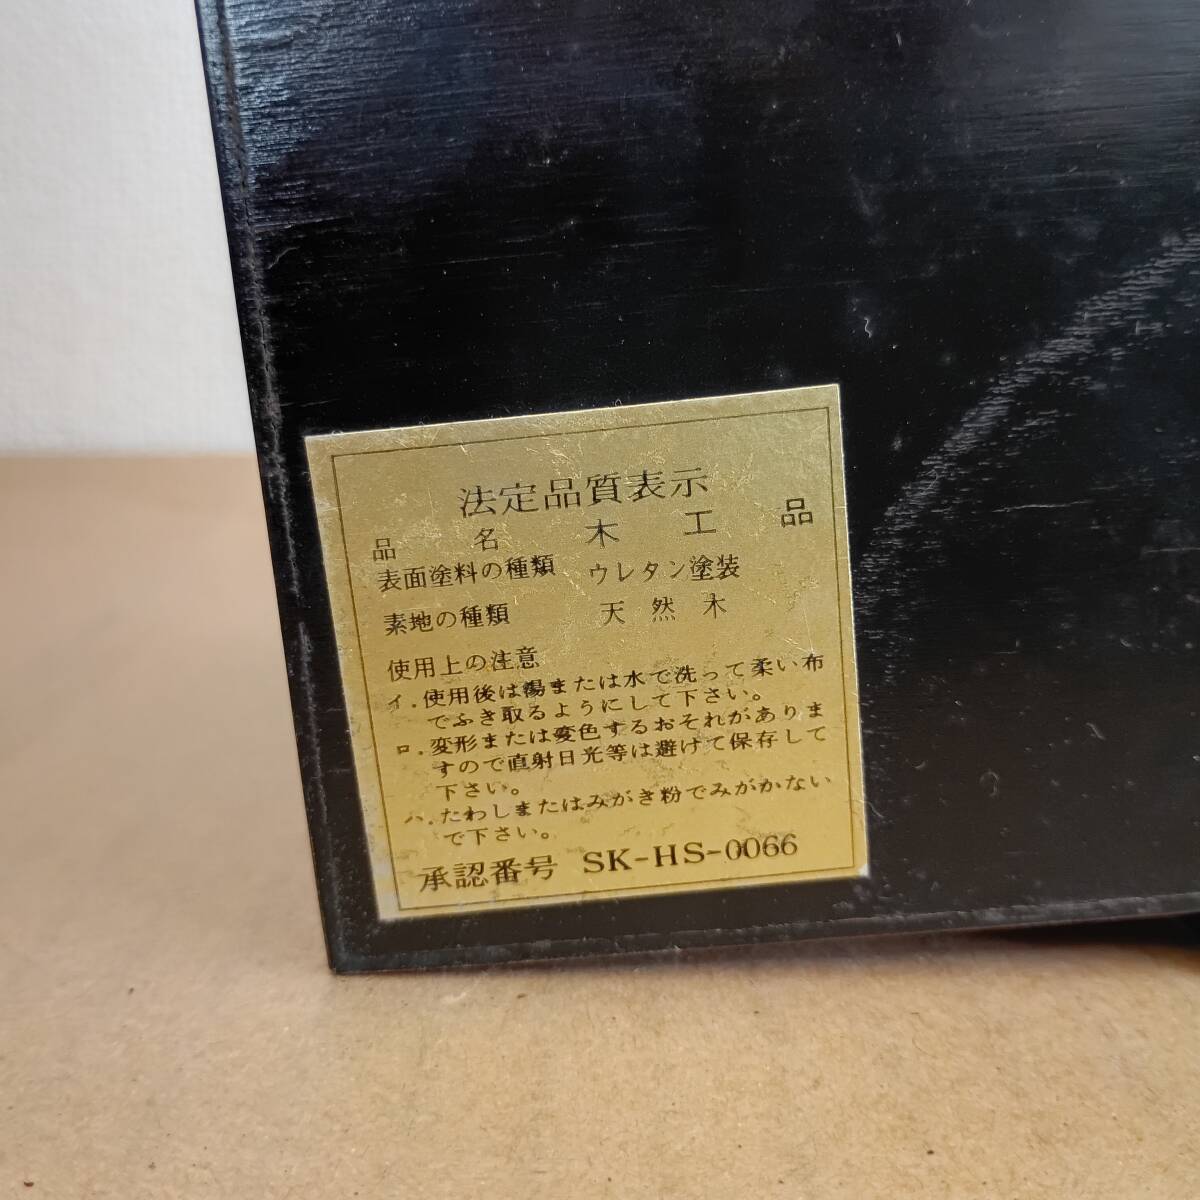 法定品質表示
品名 木工品
表面塗料の種類 ウレタン塗装
素地の種類 天然木
使用上の注意
イ.使用後は湯または水で洗って柔い布
でふき取るようにして下さい。
ロ.変形または変色するおそれがありま
すので直射日光等は避けて保存して
下さい。
ハ.たわしまたはみがき粉でみがかない
で下さい。
承認番号 SK-HS-0066